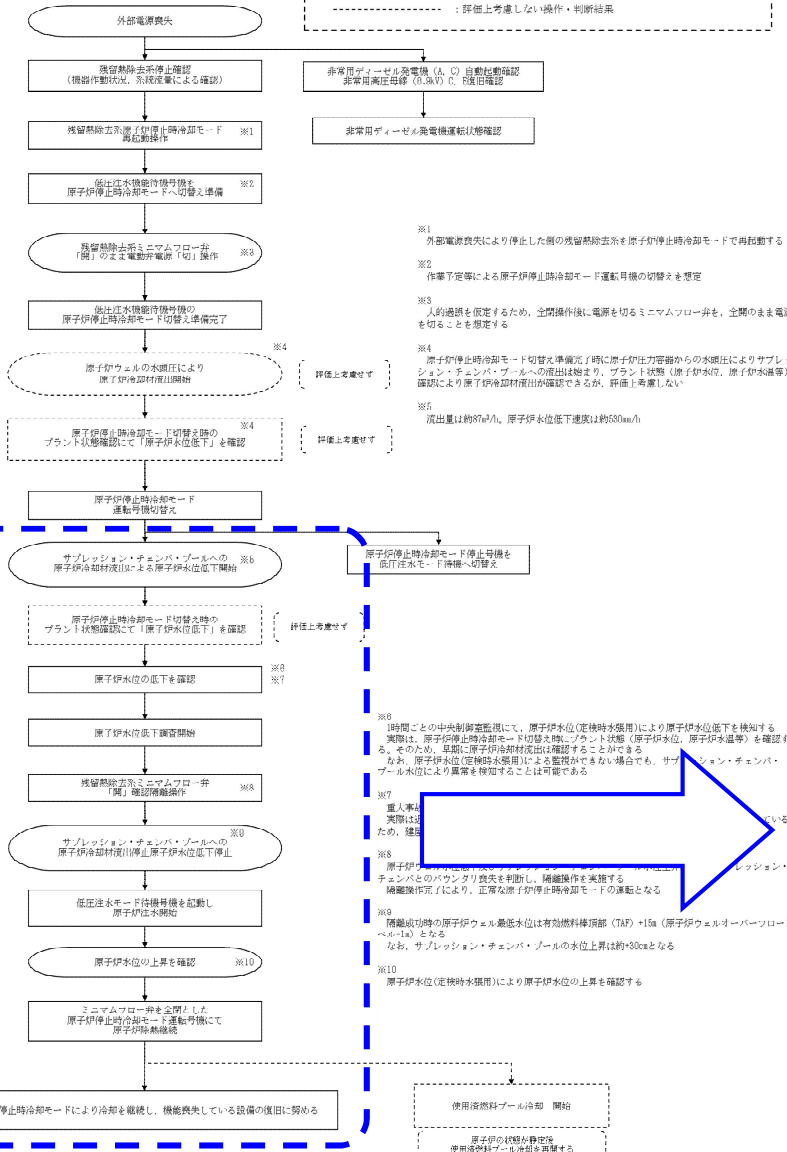 ------------ ：評価上考慮しない操作・判断結果
外部電源喪失
残留熱除去系停止確認
（機器作動状況，系統流量による確認）
非常用ディーゼル発電機（A，C）自動起動確認
非常用高圧母線（6.9kV）C，E復旧確認
残留熱除去系原子炉停止時冷却モード
再起動操作
※1
非常用ディーゼル発電機運転状態確認
低圧注水機能待機号機を
原子炉停止時冷却モードへ切替え準備
※2
残留熱除去系ミニマムフロー弁
「開」のまま電動弁電源「切」操作
※3
低圧注水機能待機号機の
原子炉停止時冷却モード切替え準備完了
※4
原子炉ウェルの水頭圧により
原子炉冷却材流出開始
評価上考慮せず
※4
原子炉停止時冷却モード切替え時の
プラント状態確認にて「原子炉水位低下」を確認
評価上考慮せず
原子炉停止時冷却モード
運転号機切替え
※1
外部電源喪失により停止した側の残留熱除去系を原子炉停止時冷却モードで再起動する
※2
作業予定等による原子炉停止時冷却モード運転号機の切替えを想定
※3
人的過誤を仮定するため，全閉操作後に電源を切るミニマムフロー弁を，全開のまま電源
を切ることを想定する
※4
原子炉停止時冷却モード切替え準備完了時に原子炉圧力容器からの水頭圧によりサプレッ
ション・チェンバ・プールへの流出は始まり，プラント状態（原子炉水位，原子炉水温等）
確認により原子炉冷却材流出が確認できるが，評価上考慮しない
※5
流出量は約87m³/h。原子炉水位低下速度は約530mm/h
サプレッション・チェンバ・プールへの
原子炉冷却材流出による原子炉水位低下開始
※5
原子炉停止時冷却モード停止号機を
低圧注水モード待機へ切替え
原子炉停止時冷却モード切替え時の
プラント状態確認にて「原子炉水位低下」を確認
評価上考慮せず
原子炉水位の低下を確認
※6
※7
原子炉水位低下調査開始
残留熱除去系ミニマムフロー弁
「開」確認隔離操作
※8
サプレッション・チェンバ・プールへの
原子炉冷却材流出停止原子炉水位低下停止
※9
低圧注水モード待機号機を起動し
原子炉注水開始
原子炉水位の上昇を確認
※10
ミニマムフロー弁を全閉とした
原子炉停止時冷却モード運転号機にて
原子炉除熱継続
停止時冷却モードにより冷却を継続し，機能喪失している設備の復旧に努める
※6
1時間ごとの中央制御室監視にて，原子炉水位(定検時水張用)により原子炉水位低下を検知する
実際は，原子炉停止時冷却モード切替え時にプラント状態（原子炉水位，原子炉水温等）を確認す
る。そのため，早期に原子炉冷却材流出は確認することができる
なお，原子炉水位(定検時水張用)による監視ができない場合でも，サプレッション・チェンバ・
プール水位により異常を検知することは可能である
※7
重大事故
実際は
いる
ため，
※8
原子炉
レッション・
チェンバとのバウンダリ喪失を判断し，隔離操作を実施する
隔離操作完了により，正常な原子炉停止時冷却モードの運転となる
※9
隔離成功時の原子炉ウェル最低水位は有効燃料棒頂部（TAF）+15m（原子炉ウェルオーバーフロー
ベル-1m）となる
なお，サプレッション・チェンバ・プールの水位上昇は約+30cmとなる
※10
原子炉水位(定検時水張用)により原子炉水位の上昇を確認する
使用済燃料プール冷却 開始
原子炉の状態が静定後
使用済燃料プール冷却を再開する